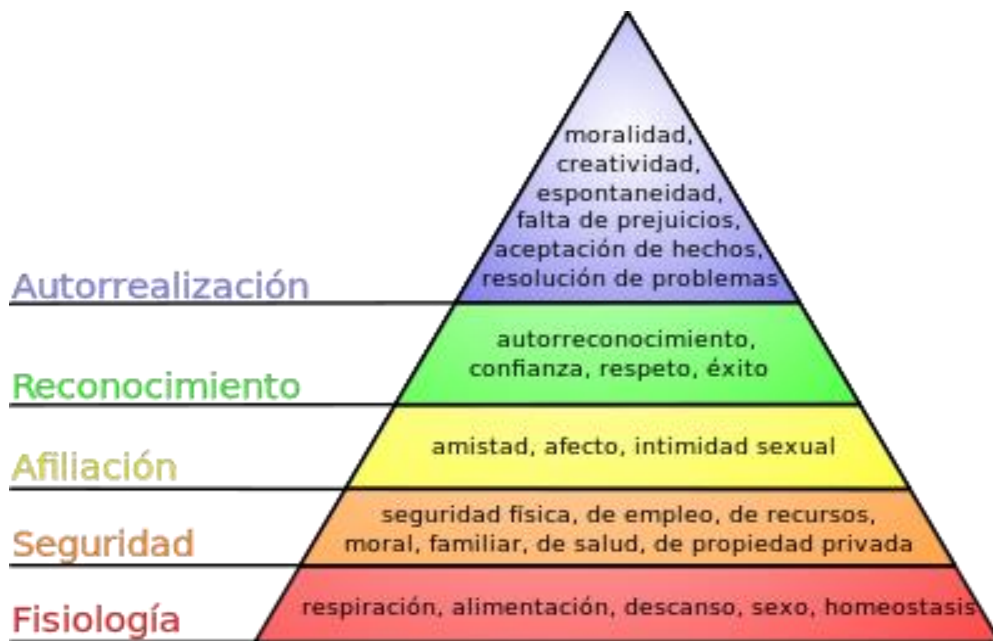 moralidad,
creatividad,
espontaneidad,
falta de prejuicios,
aceptación de hechos,
resolución de problemas
Autorrealización
autorreconocimiento,
confianza, respeto, éxito
Reconocimiento
amistad, afecto, intimidad sexual
Afiliación
seguridad física, de empleo, de recursos,
moral, familiar, de salud, de propiedad privada
Seguridad
respiración, alimentación, descanso, sexo, homeostasis
Fisiología